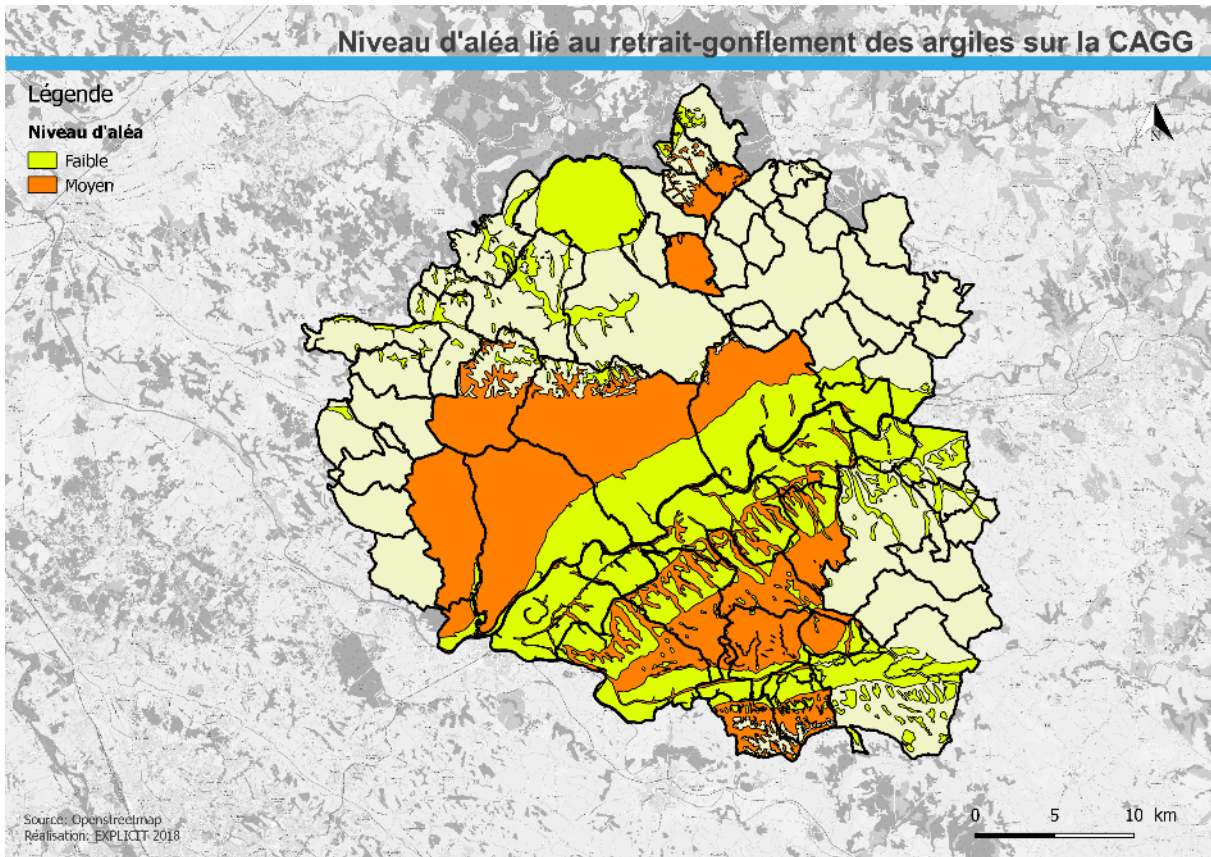 Niveau d'aléa lié au retrait-gonflement des argiles sur la CAGG
Légende
Niveau d'aléa
Faible
Moyen
N
Source: Openstreetmap
Réalisation: EXPLICIT 2018
0 5 10 km